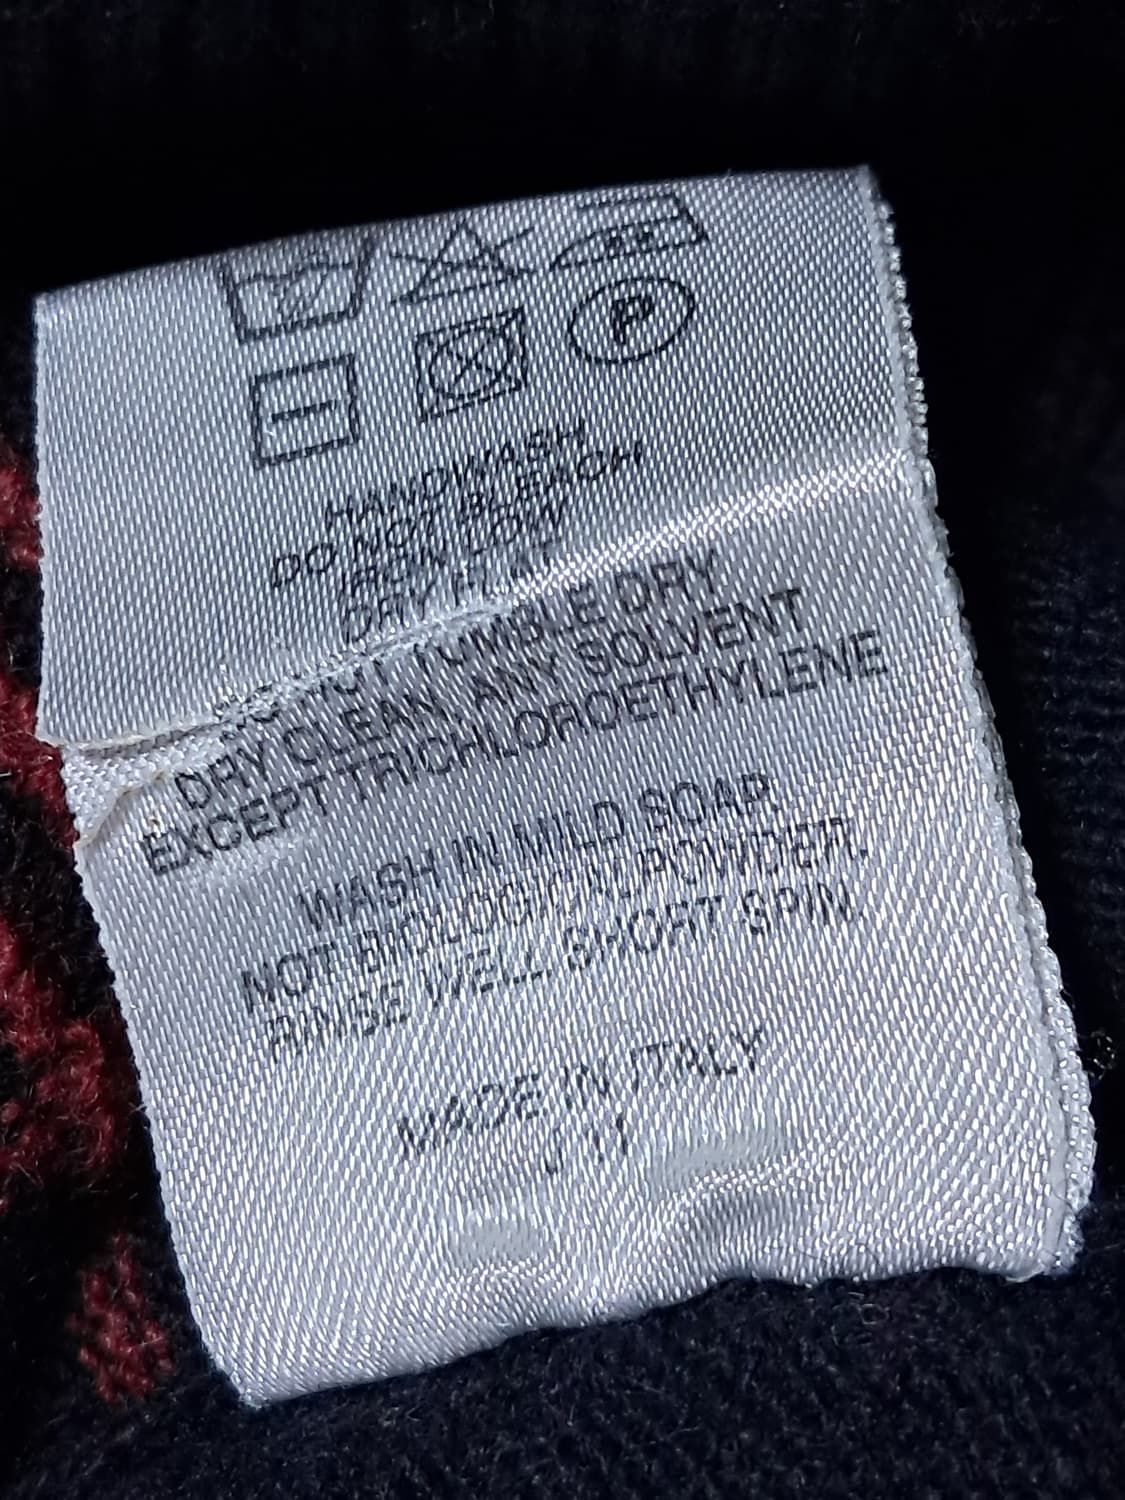 P
HANDWASH
DO NOT BLEACH
IRON LOW
DRY FLAT
DO NOT TUMBLE DRY
DRY CLEAN, ANY SOLVENT
EXCEPT TRICHLOROETHYLENE
WASH IN MILD SOAP,
NOT BIOLOGICAL POWDER.
RINSE WELL SHORT SPIN.
MADE IN ITALY